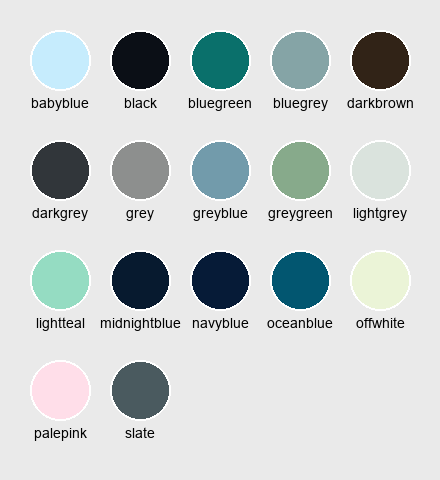 babyblue black bluegreen bluegrey darkbrown
darkgrey grey greyblue greygreen lightgrey
lightteal midnightblue navyblue oceanblue offwhite
palepink slate